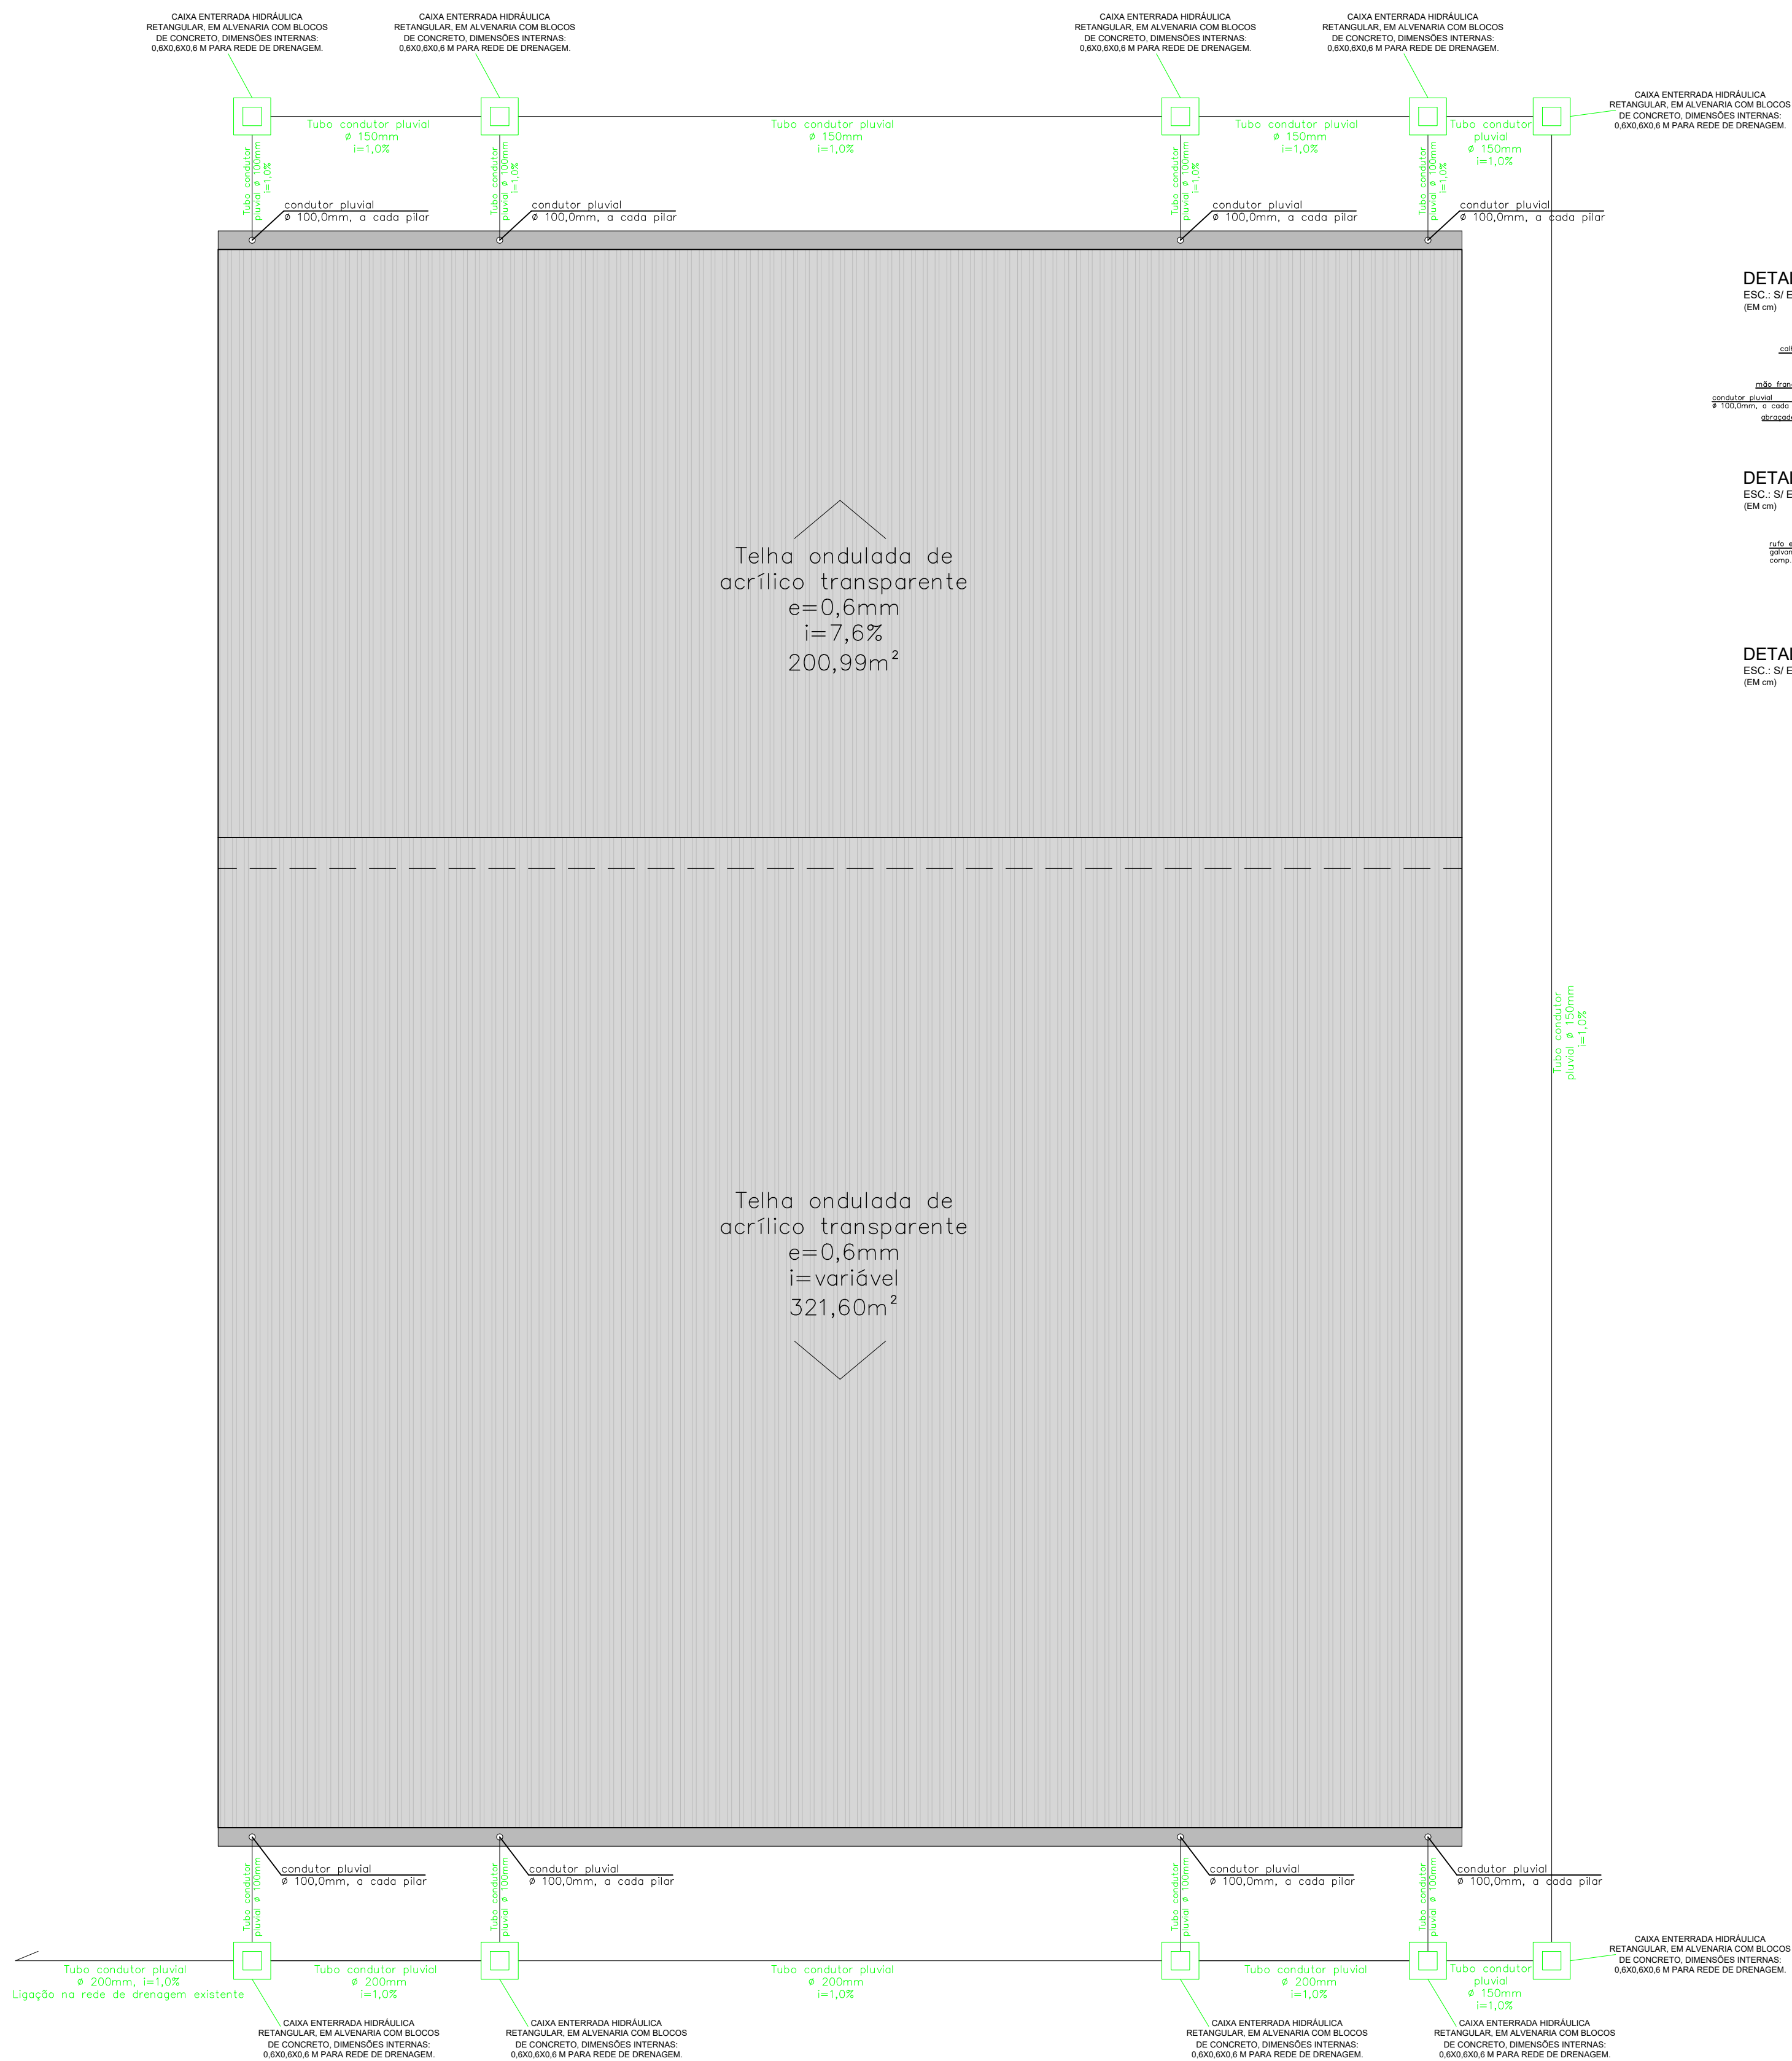 CAIXA ENTERRADA HIDRÁULICA
RETANGULAR, EM ALVENARIA COM BLOCOS
DE CONCRETO, DIMENSÕES INTERNAS:
0,6X0,6X0,6 M PARA REDE DE DRENAGEM.
CAIXA ENTERRADA HIDRÁULICA
RETANGULAR, EM ALVENARIA COM BLOCOS
DE CONCRETO, DIMENSÕES INTERNAS:
0,6X0,6X0,6 M PARA REDE DE DRENAGEM.
CAIXA ENTERRADA HIDRÁULICA
RETANGULAR, EM ALVENARIA COM BLOCOS
DE CONCRETO, DIMENSÕES INTERNAS:
0,6X0,6X0,6 M PARA REDE DE DRENAGEM.
CAIXA ENTERRADA HIDRÁULICA
RETANGULAR, EM ALVENARIA COM BLOCOS
DE CONCRETO, DIMENSÕES INTERNAS:
0,6X0,6X0,6 M PARA REDE DE DRENAGEM.
CAIXA ENTERRADA HIDRÁULICA
RETANGULAR, EM ALVENARIA COM BLOCOS
DE CONCRETO, DIMENSÕES INTERNAS:
0,6X0,6X0,6 M PARA REDE DE DRENAGEM.
Tubo condutor pluvial
ø 150mm
i=1,0%
Tubo condutor pluvial
ø 150mm
i=1,0%
Tubo condutor pluvial
ø 150mm
i=1,0%
Tubo condutor
pluvial
ø 150mm
i=1,0%
Tubo condutor
pluvial ø 100mm
i=1,0%
Tubo condutor
pluvial ø 100mm
i=1,0%
Tubo condutor
pluvial ø 100mm
i=1,0%
Tubo condutor
pluvial ø 100mm
i=1,0%
condutor pluvial
ø 100,0mm, a cada pilar
condutor pluvial
ø 100,0mm, a cada pilar
condutor pluvial
ø 100,0mm, a cada pilar
condutor pluvial
ø 100,0mm, a cada pilar
ESC.: S/
(EM cm)
mão
condutor pluvial
ø 100,0mm, a cada
ESC.: S/
(EM cm)
rufo
comp.
ESC.: S/
(EM cm)
Telha ondulada de
acrílico transparente
e=0,6mm
i=7,6%
200,99m²
Tubo condutor
pluvial ø 150mm
i=1,0%
Telha ondulada de
acrílico transparente
e=0,6mm
i=variável
321,60m²
condutor pluvial
ø 100,0mm, a cada pilar
condutor pluvial
ø 100,0mm, a cada pilar
condutor pluvial
ø 100,0mm, a cada pilar
condutor pluvial
ø 100,0mm, a cada pilar
Tubo condutor
pluvial ø 100mm
Tubo condutor
pluvial ø 100mm
Tubo condutor
pluvial ø 100mm
Tubo condutor
pluvial ø 100mm
Tubo condutor pluvial
ø 200mm, i=1,0%
Ligação na rede de drenagem existente
Tubo condutor pluvial
ø 200mm
i=1,0%
Tubo condutor pluvial
ø 200mm
i=1,0%
Tubo condutor pluvial
ø 200mm
i=1,0%
Tubo condutor
pluvial
ø 150mm
i=1,0%
CAIXA ENTERRADA HIDRÁULICA
RETANGULAR, EM ALVENARIA COM BLOCOS
DE CONCRETO, DIMENSÕES INTERNAS:
0,6X0,6X0,6 M PARA REDE DE DRENAGEM.
CAIXA ENTERRADA HIDRÁULICA
RETANGULAR, EM ALVENARIA COM BLOCOS
DE CONCRETO, DIMENSÕES INTERNAS:
0,6X0,6X0,6 M PARA REDE DE DRENAGEM.
CAIXA ENTERRADA HIDRÁULICA
RETANGULAR, EM ALVENARIA COM BLOCOS
DE CONCRETO, DIMENSÕES INTERNAS:
0,6X0,6X0,6 M PARA REDE DE DRENAGEM.
CAIXA ENTERRADA HIDRÁULICA
RETANGULAR, EM ALVENARIA COM BLOCOS
DE CONCRETO, DIMENSÕES INTERNAS:
0,6X0,6X0,6 M PARA REDE DE DRENAGEM.
CAIXA ENTERRADA HIDRÁULICA
RETANGULAR, EM ALVENARIA COM BLOCOS
DE CONCRETO, DIMENSÕES INTERNAS:
0,6X0,6X0,6 M PARA REDE DE DRENAGEM.